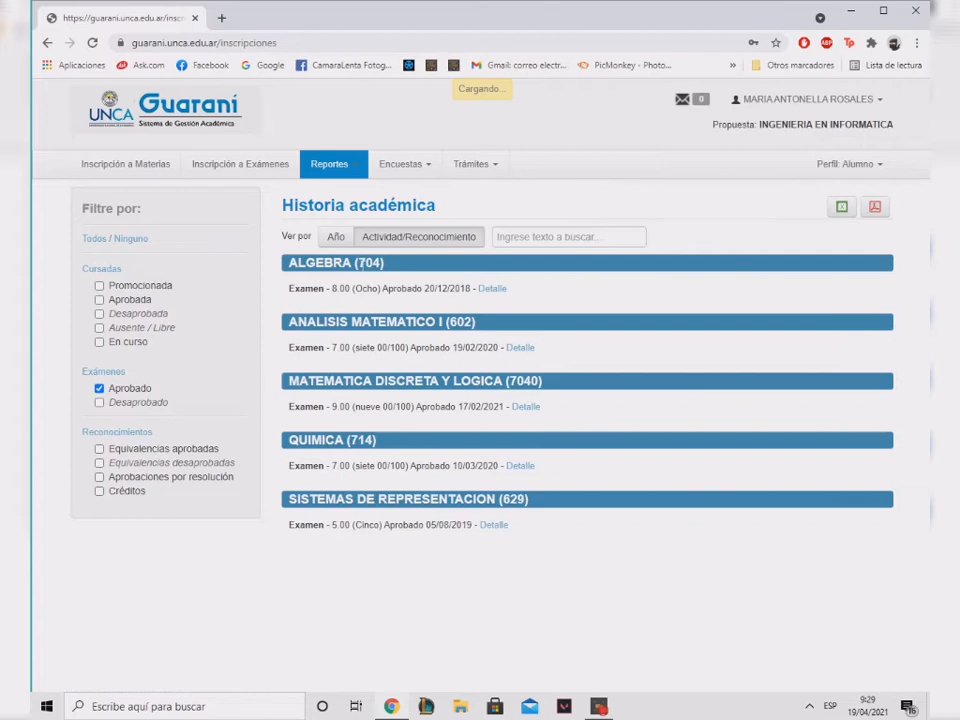 https://guarani.unca.edu.ar/inscri
guarani.unca.edu.ar/inscripciones
Aplicaciones Ask.com Facebook Google CamaraLenta Fotog... Gmail: correo electr... PicMonkey - Photo... » Otros marcadores Lista de lectura
Cargando...
UNCA Guaraní
Sistema de Gestión Académica
0 MARIA ANTONELLA ROSALES
Propuesta: INGENIERIA EN INFORMATICA
Inscripción a Materias Inscripción a Exámenes Reportes Encuestas Trámites Perfil: Alumno
Filtre por:
Todos / Ninguno
Cursadas
Promocionada
Aprobada
Desaprobada
Ausente / Libre
En curso
Exámenes
Aprobado
Desaprobado
Reconocimientos
Equivalencias aprobadas
Equivalencias desaprobadas
Aprobaciones por resolución
Créditos
Historia académica
Ver por Año Actividad/Reconocimiento Ingrese texto a buscar...
ALGEBRA (704)
Examen - 8.00 (Ocho) Aprobado 20/12/2018 - Detalle
ANALISIS MATEMATICO I (602)
Examen - 7.00 (siete 00/100) Aprobado 19/02/2020 - Detalle
MATEMATICA DISCRETA Y LOGICA (7040)
Examen - 9.00 (nueve 00/100) Aprobado 17/02/2021 - Detalle
QUIMICA (714)
Examen - 7.00 (siete 00/100) Aprobado 10/03/2020 - Detalle
SISTEMAS DE REPRESENTACION (629)
Examen - 5.00 (Cinco) Aprobado 05/08/2019 - Detalle
Escribe aquí para buscar
ESP
9:29
19/04/2021
16